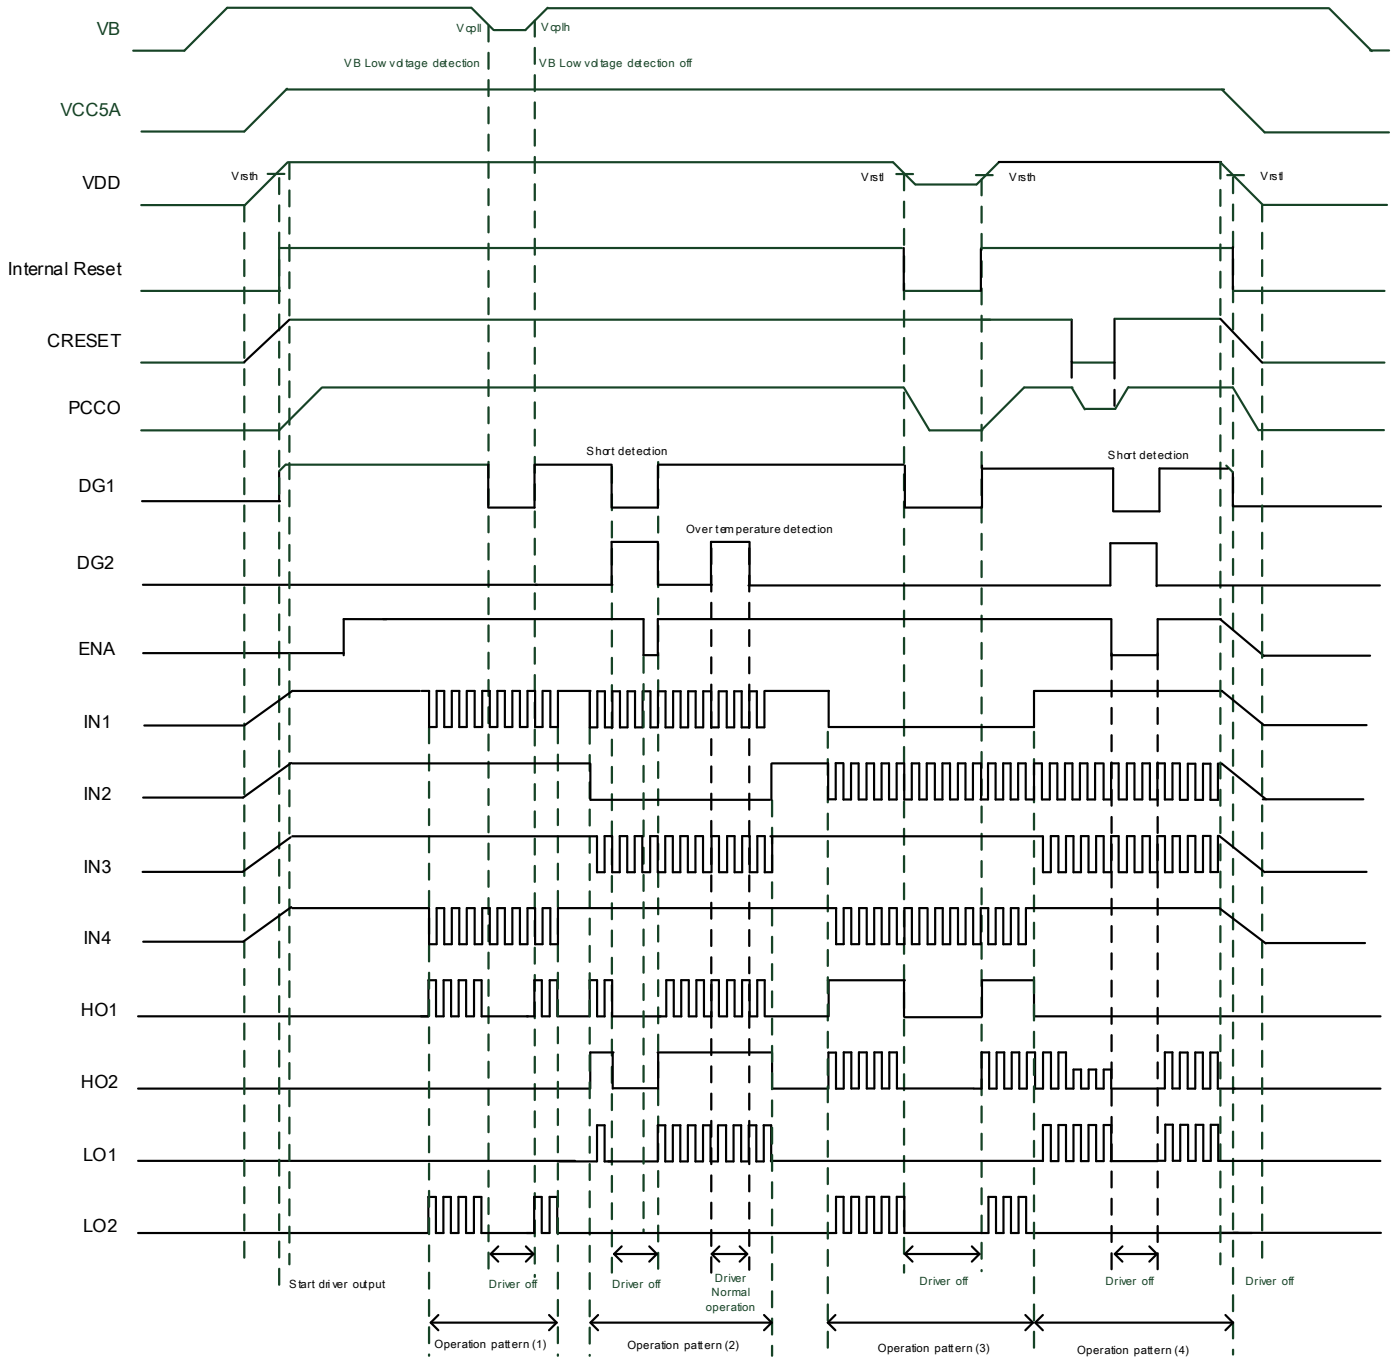 VB
Vcpll
Vcplh
VB Low voltage detection
VB Low voltage detection off
VCC5A
VDD
Vrsth
Vrstl
Vrsth
Vrstl
Internal Reset
CRESET
PCCO
Short detection
Short detection
DG1
Over temperature detection
DG2
ENA
IN1
IN2
IN3
IN4
HO1
HO2
LO1
LO2
Start driver output
Driver off
Driver off
Driver
Normal
operation
Driver off
Driver off
Driver off
Operation pattern (1)
Operation pattern (2)
Operation pattern (3)
Operation pattern (4)